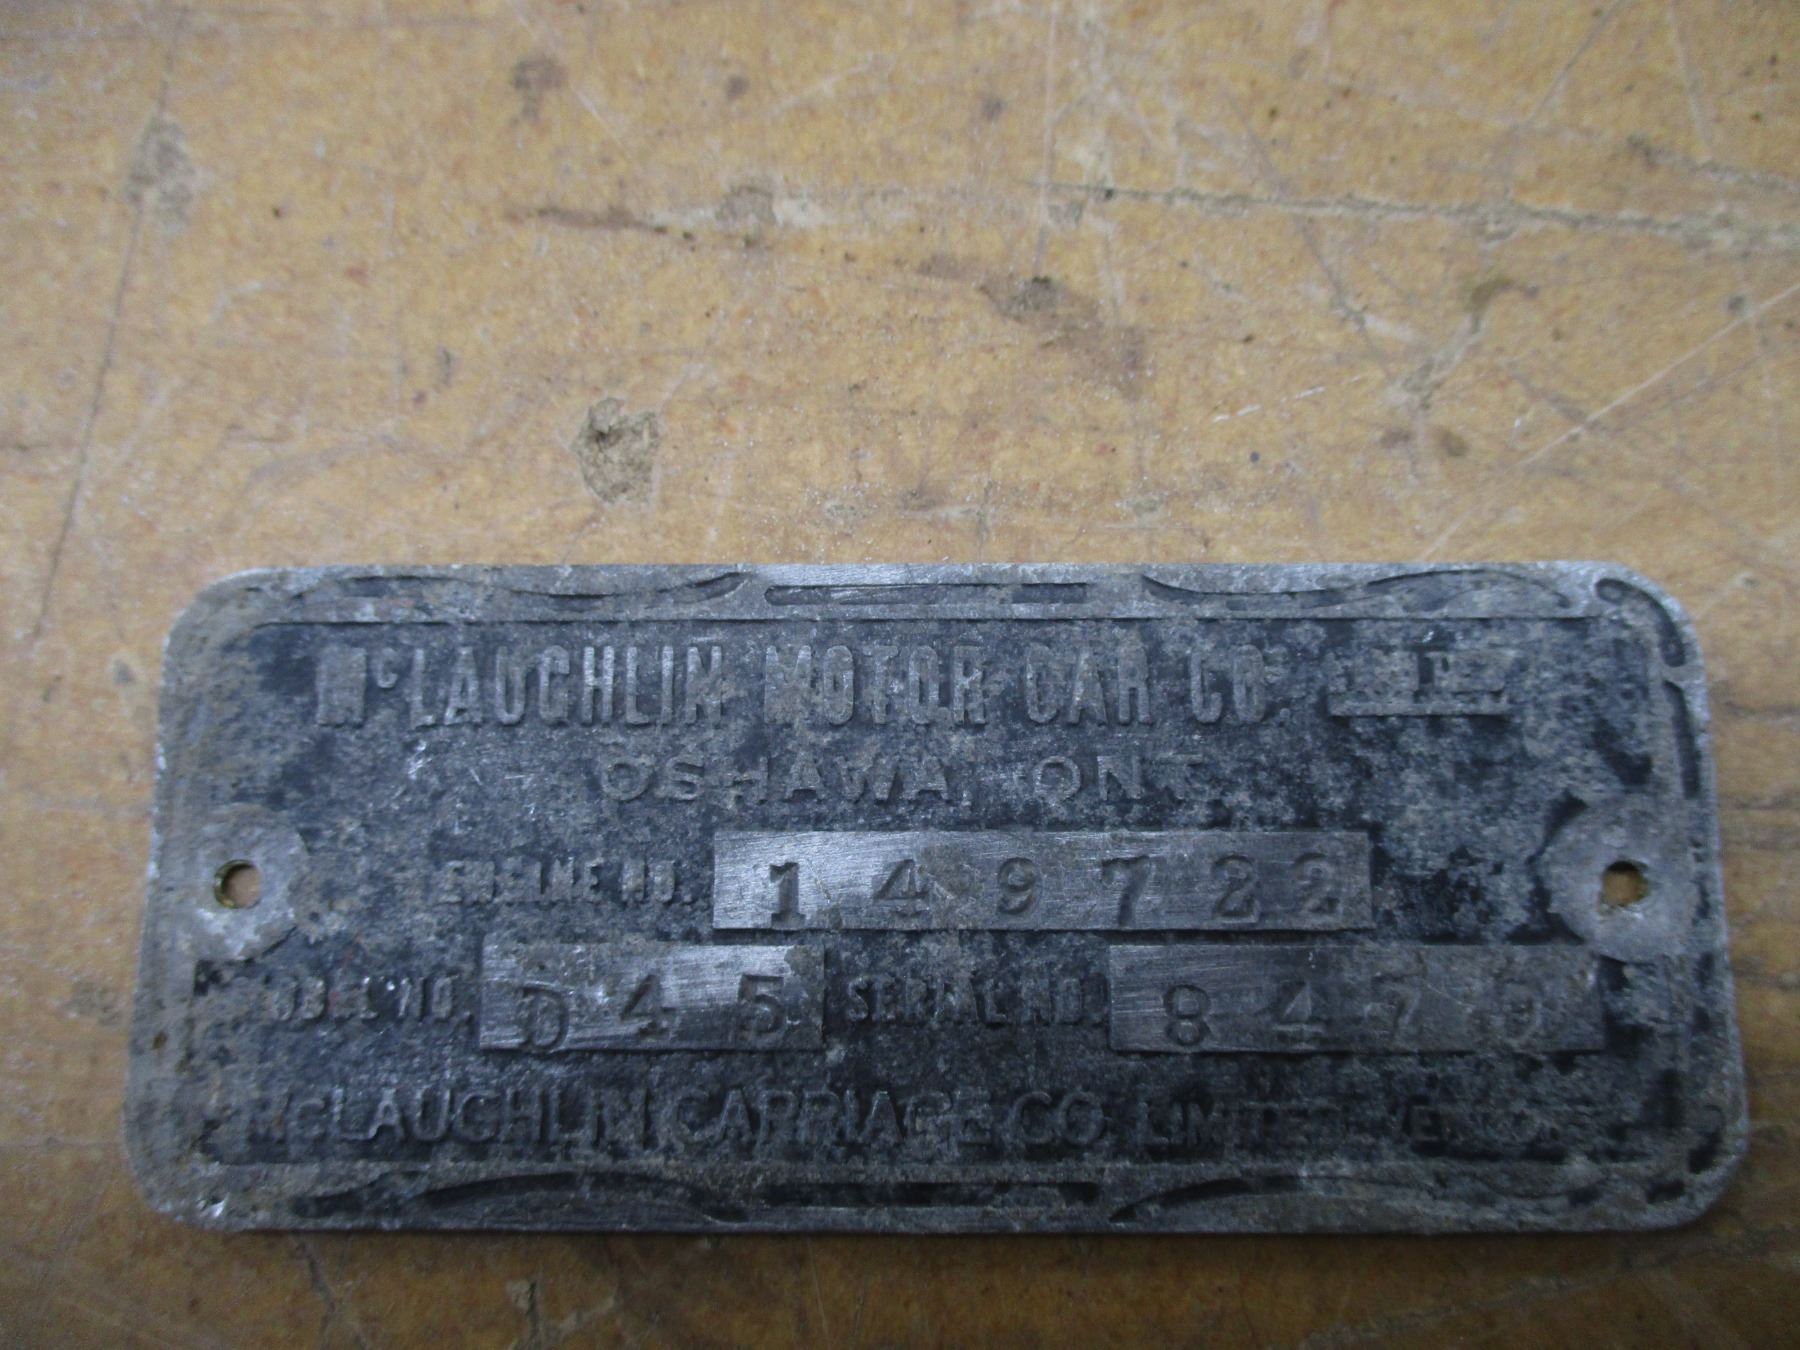 McLAUGHLIN MOTOR CAR CO. LTD
OSHAWA, ONT.
ENGINE NO. 149722
MODEL NO. D45 SERIAL NO. 8470
McLAUGHLIN CARRIAGE CO. LIMITED